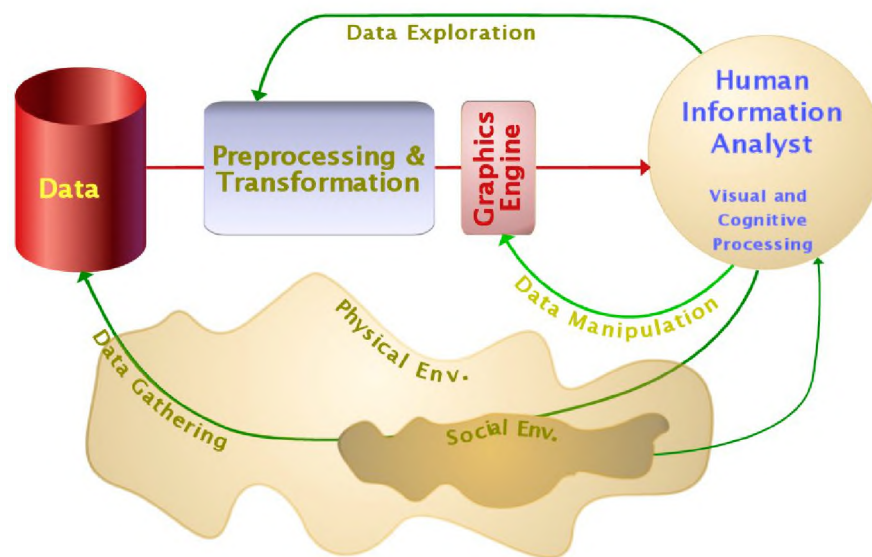 Data Exploration
Human
Information
Analyst
Visual and
Cognitive
Processing
Data
Preprocessing &
Transformation
Graphics
Engine
Data Manipulation
Physical Env.
Data Gathering
Social Env.